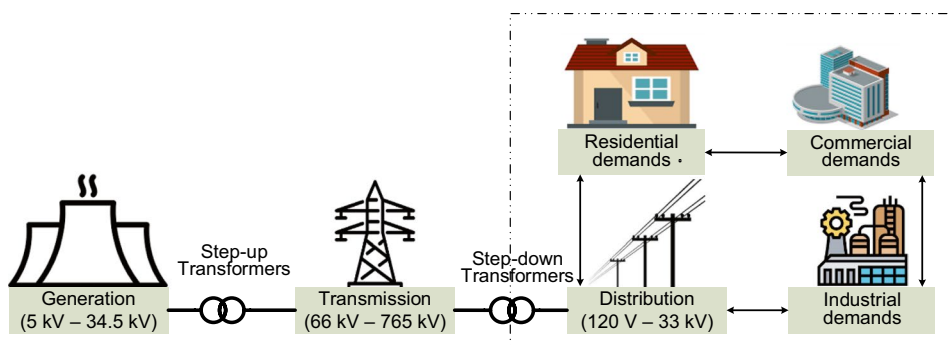 Residential
demands
Commercial
demands
Step-up
Transformers
Step-down
Transformers
Generation
(5 kV – 34.5 kV)
Transmission
(66 kV – 765 kV)
Distribution
(120 V – 33 kV)
Industrial
demands